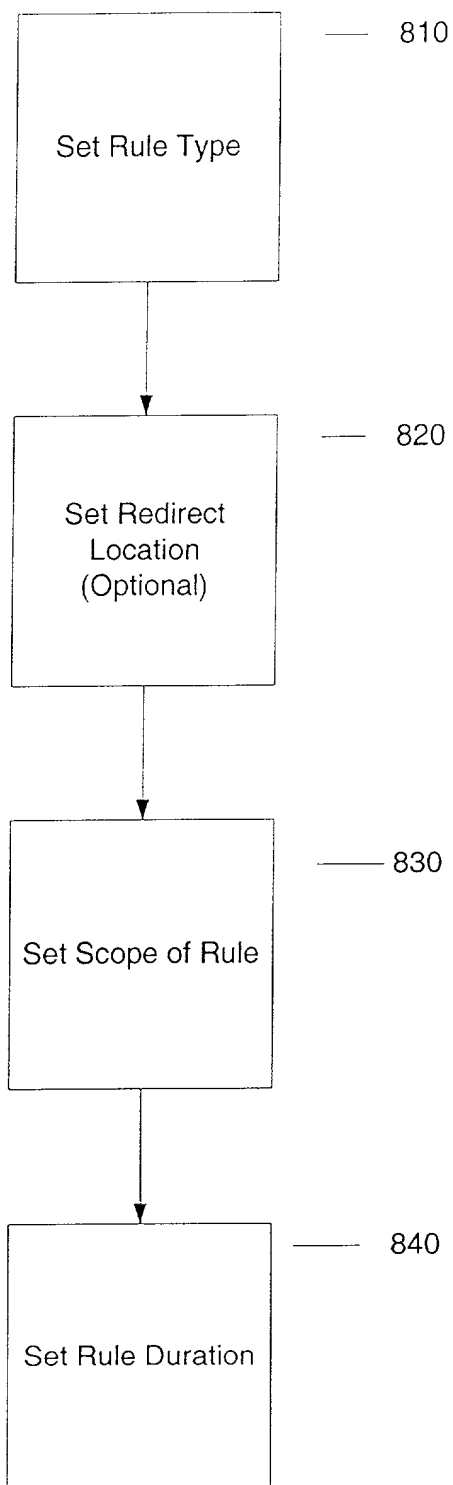 810
Set Rule Type
820
Set Redirect
Location
(Optional)
830
Set Scope of Rule
840
Set Rule Duration